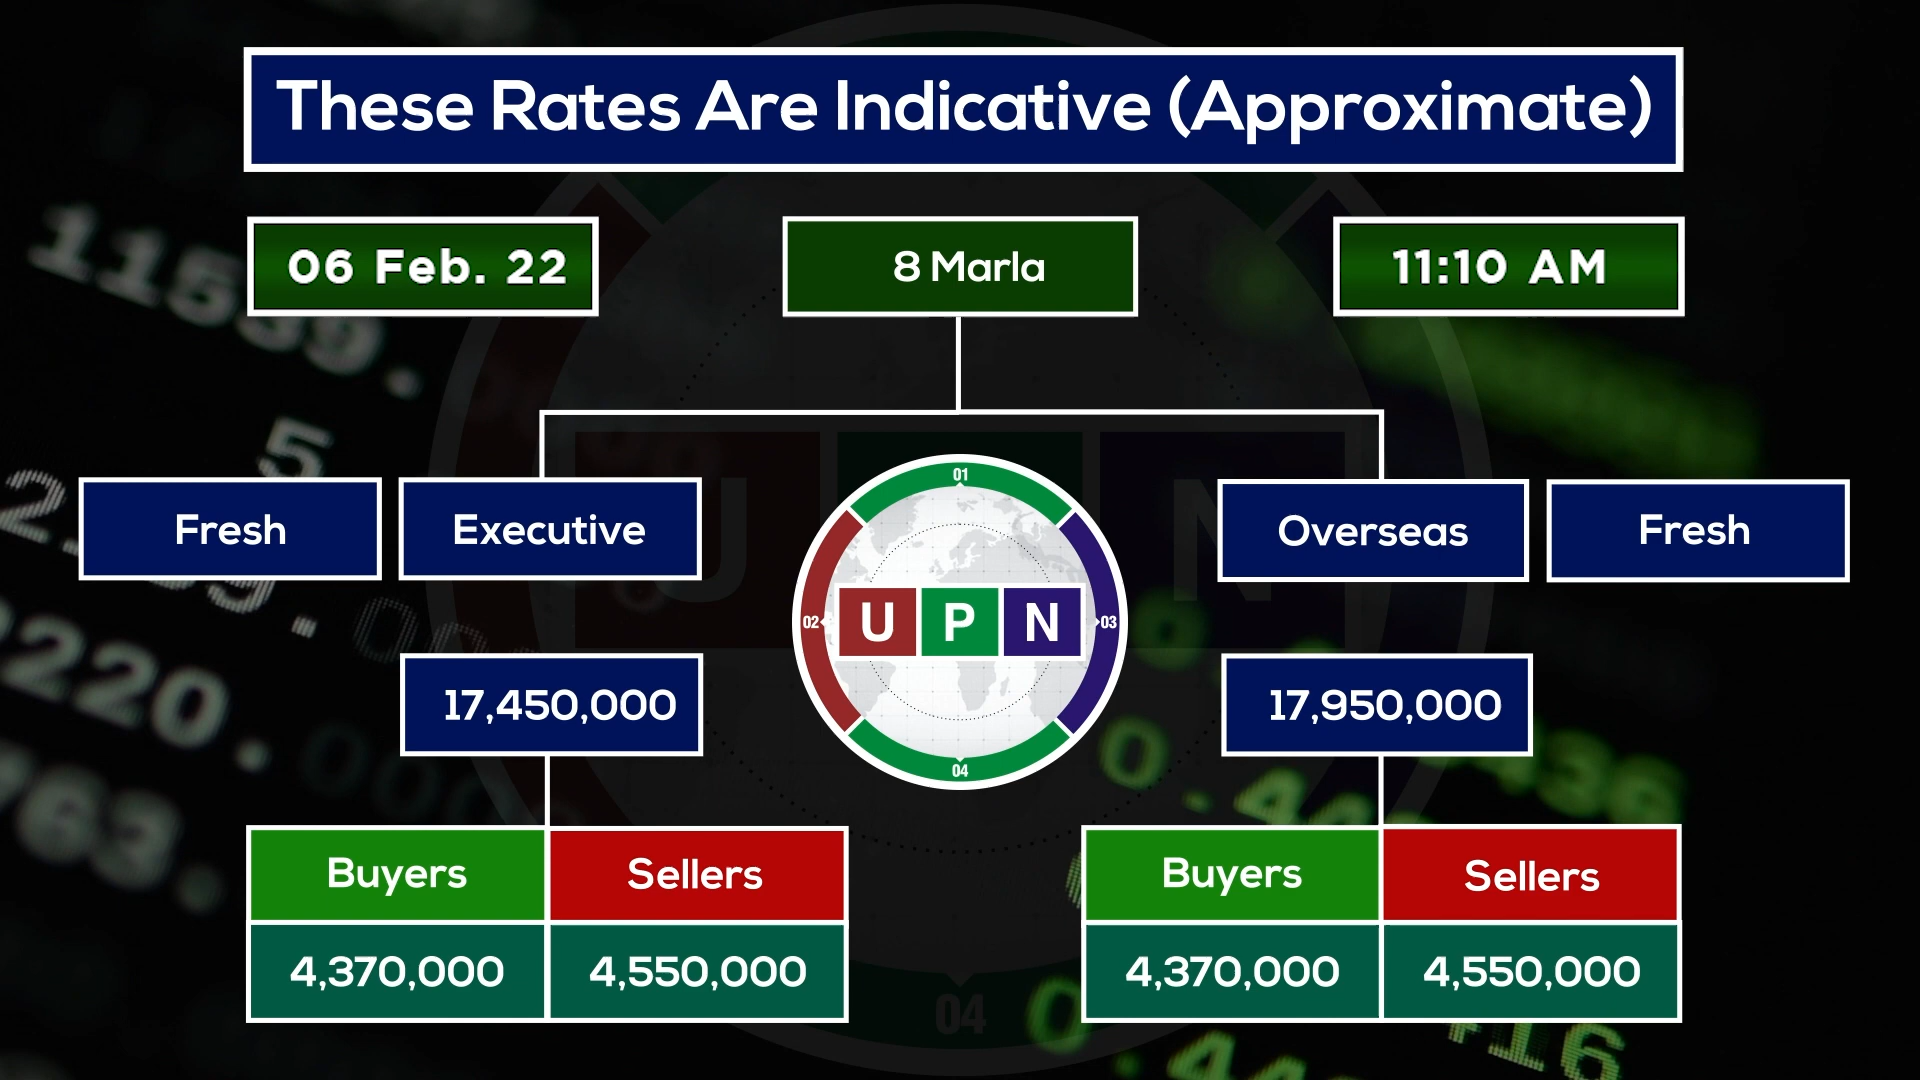 These Rates Are Indicative (Approximate)
06 Feb. 22
8 Marla
11:10 AM
Fresh
Executive
Overseas
Fresh
01
02
U P N
03
04
17,450,000
17,950,000
Buyers
Sellers
Buyers
Sellers
4,370,000
4,550,000
4,370,000
4,550,000
04